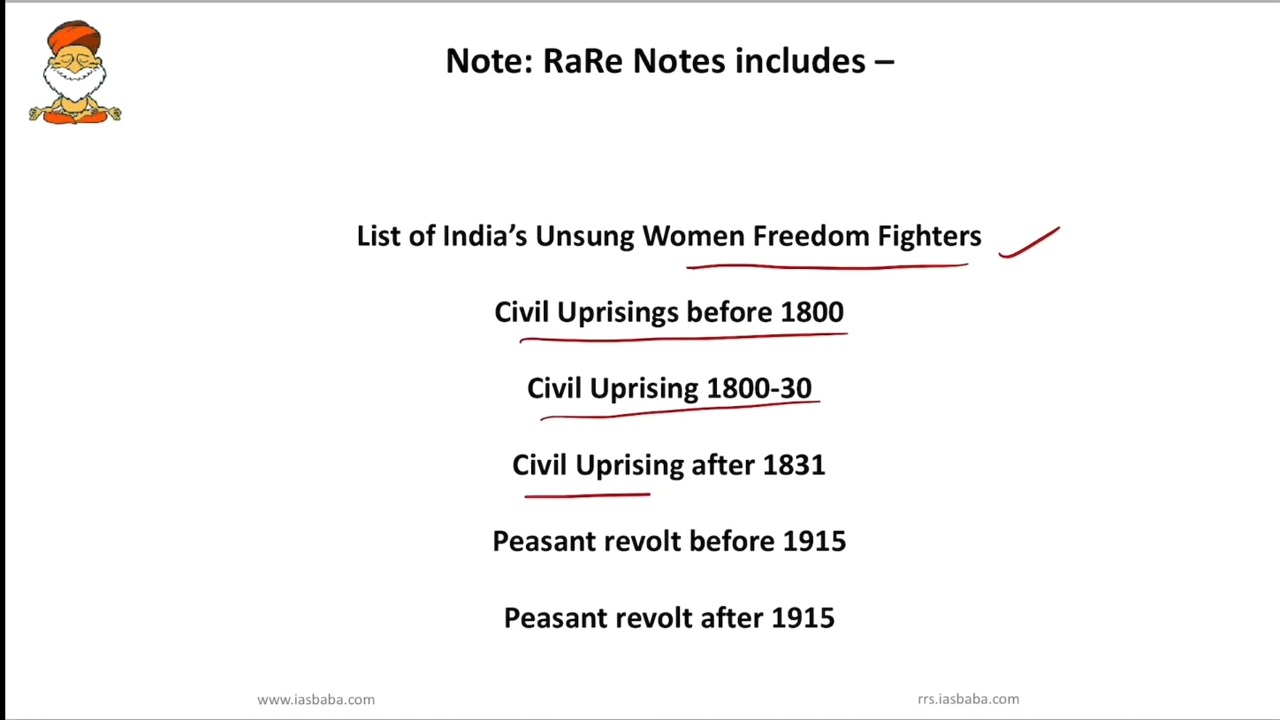 Note: RaRe Notes includes –
List of India’s Unsung Women Freedom Fighters
Civil Uprisings before 1800
Civil Uprising 1800-30
Civil Uprising after 1831
Peasant revolt before 1915
Peasant revolt after 1915
www.iasbaba.com
rrs.iasbaba.com